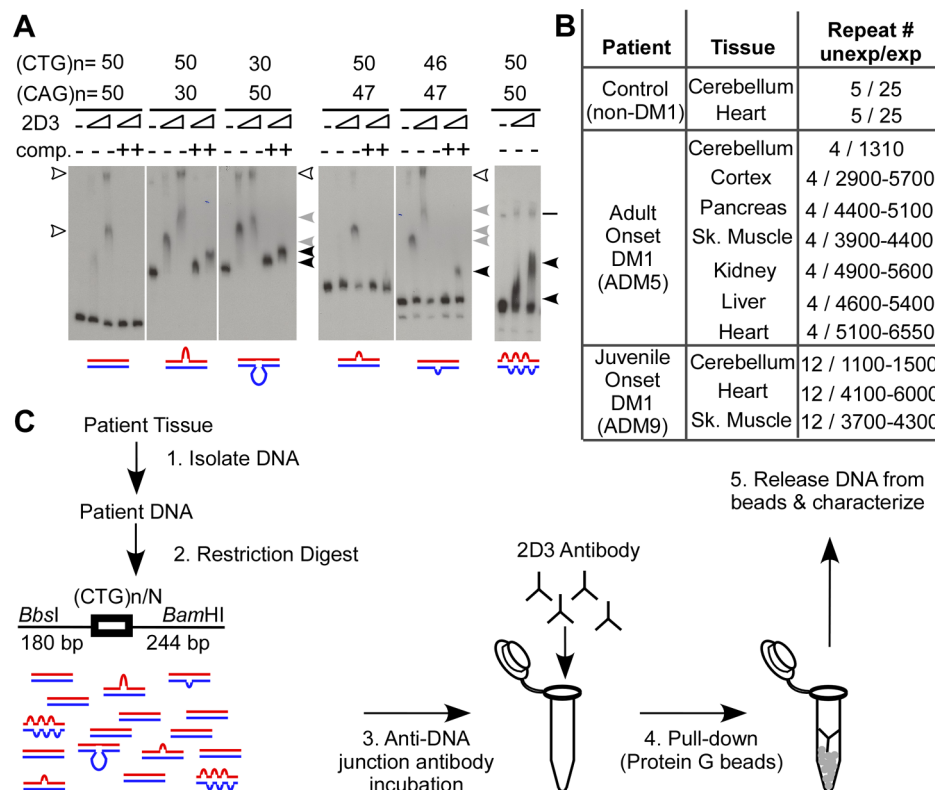 A
(CTG)n= 50 50 30 50 46 50
(CAG)n= 50 30 50 47 47 50
2D3 - - - - - -
comp. - - - + + - - - + + - - - + + - - - + + - - - + + - - -
B
Patient Tissue Repeat # unexp/exp
Control (non-DM1)
Cerebellum 5 / 25
Heart 5 / 25
Adult Onset DM1 (ADM5)
Cerebellum 4 / 1310
Cortex 4 / 2900-5700
Pancreas 4 / 4400-5100
Sk. Muscle 4 / 3900-4400
Kidney 4 / 4900-5600
Liver 4 / 4600-5400
Heart 4 / 5100-6550
Juvenile Onset DM1 (ADM9)
Cerebellum 12 / 1100-1500
Heart 12 / 4100-6000
Sk. Muscle 12 / 3700-4300
C
Patient Tissue
1. Isolate DNA
Patient DNA
2. Restriction Digest
(CTG)n/N
BbsI BamHI
180 bp 244 bp
3. Anti-DNA
junction antibody
incubation
2D3 Antibody
4. Pull-down
(Protein G beads)
5. Release DNA from
beads & characterize